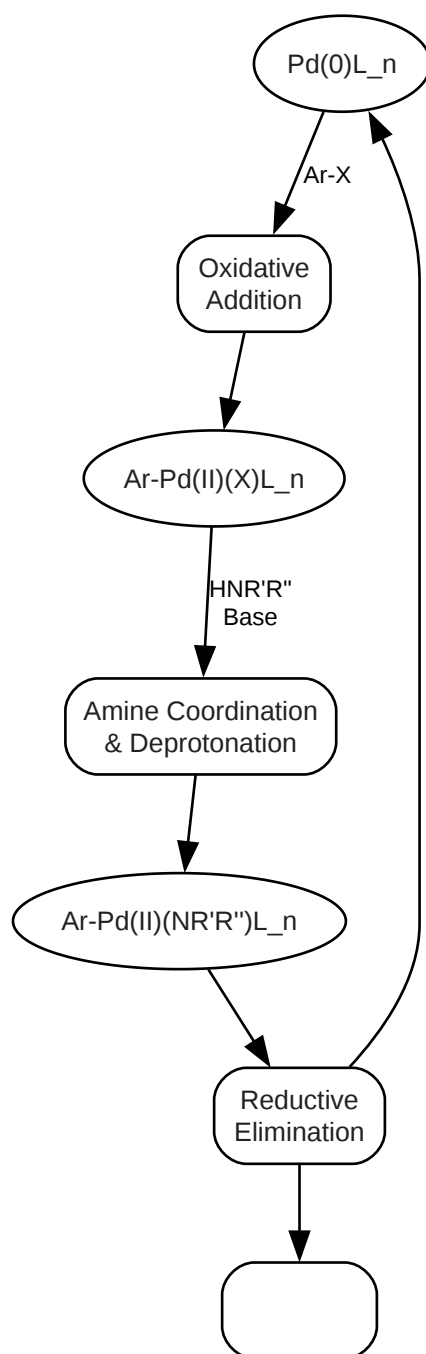 Pd(0)L_n
Ar-X
Oxidative
Addition
Ar-Pd(II)(X)L_n
HNR'R"
Base
Amine Coordination
& Deprotonation
Ar-Pd(II)(NR'R")L_n
Reductive
Elimination